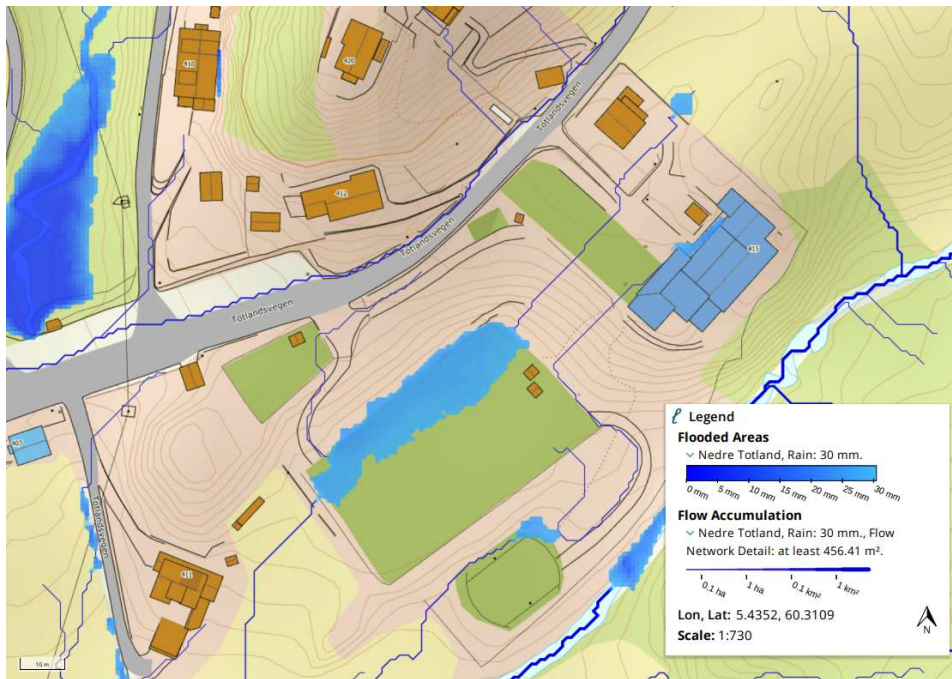 410
420
Totlandsvegen
412
Totlandsvegen
415
Totlandsvegen
407
Totlandsvegen
411
10 m
Legend
Flooded Areas
Nedre Totland, Rain: 30 mm.
0 mm 5 mm 10 mm 15 mm 20 mm 25 mm 30 mm
Flow Accumulation
Nedre Totland, Rain: 30 mm., Flow
Network Detail: at least 456.41 m².
0.1 ha 1 ha 0.1 km² 1 km²
Lon, Lat: 5.4352, 60.3109
Scale: 1:730
N